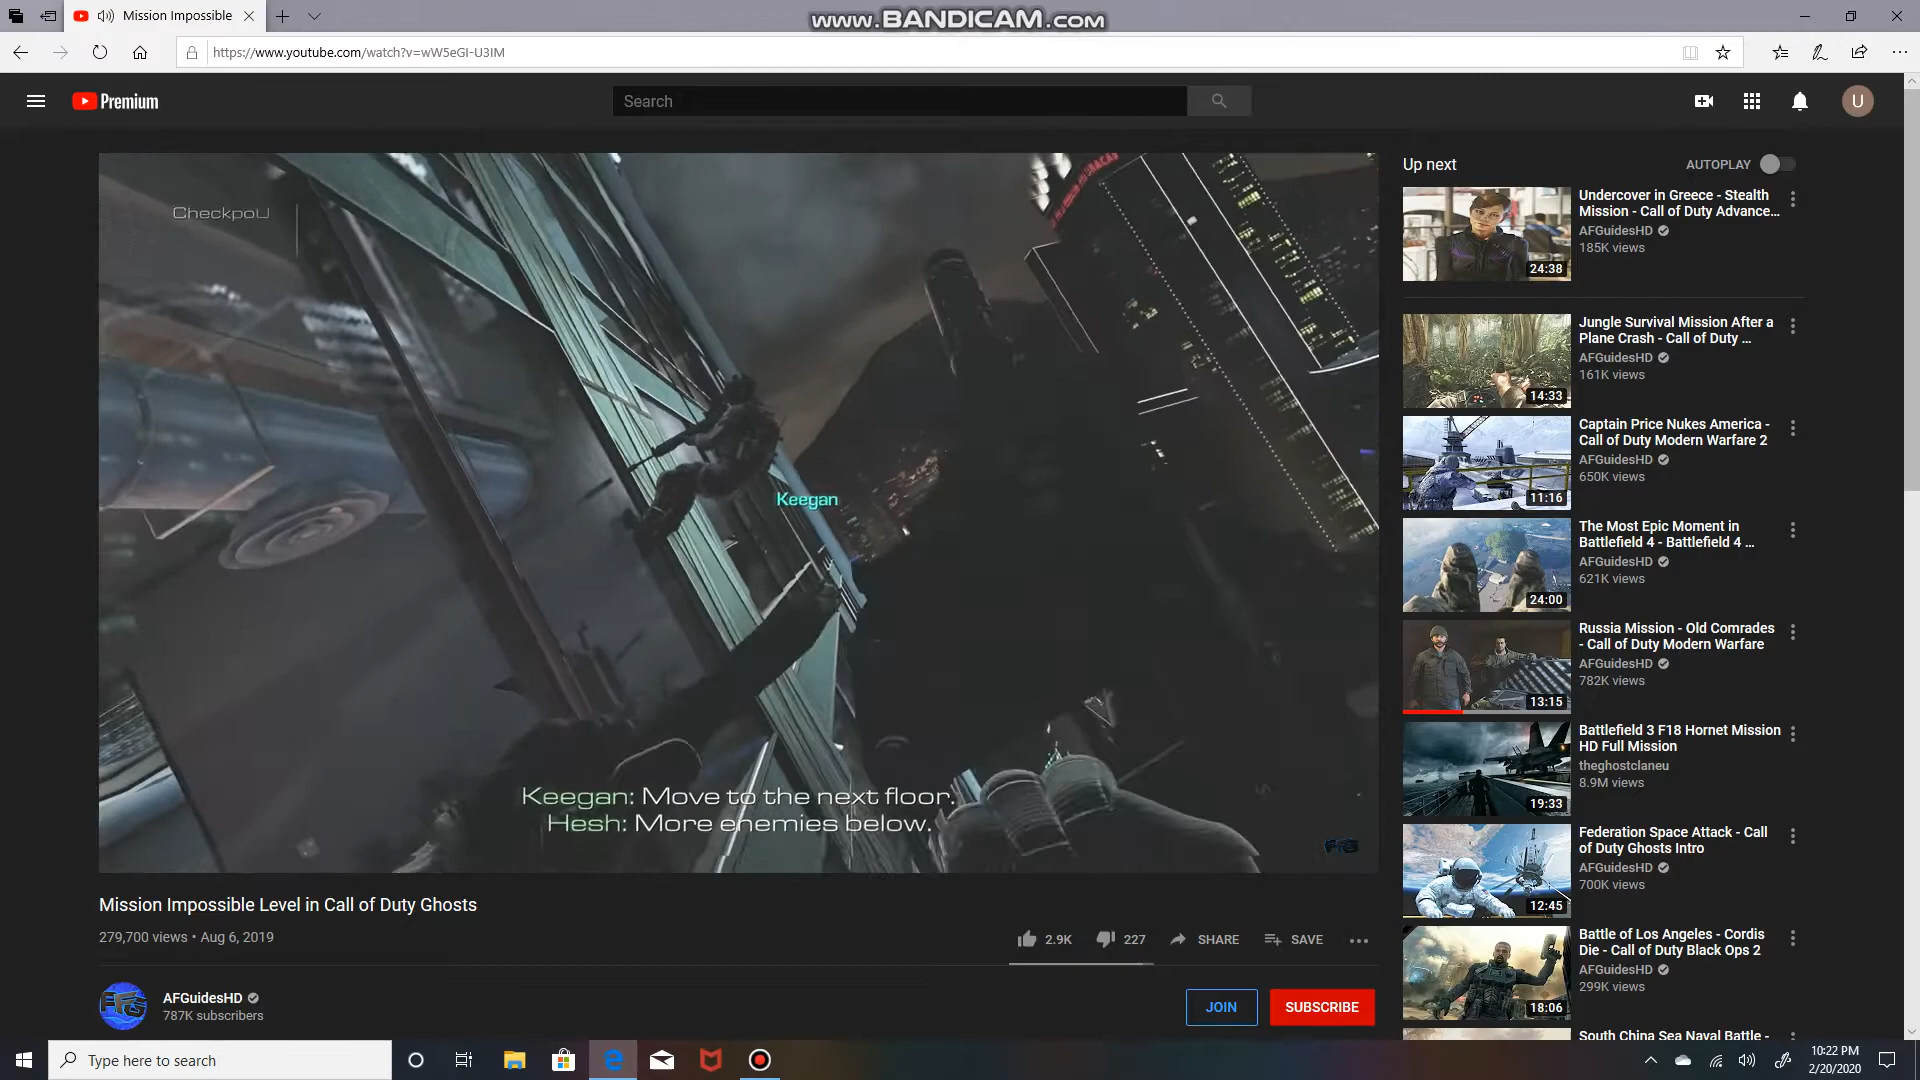 Mission Impossible
www.BANDICAM.com
https://www.youtube.com/watch?v=wW5eGI-U3IM
Premium
Search
U
CheckpoU
Keegan
Keegan: Move to the next floor.
Hesh: More enemies below.
Mission Impossible Level in Call of Duty Ghosts
279,700 views • Aug 6, 2019
2.9K
227
SHARE
SAVE
AFGuidesHD
787K subscribers
JOIN
SUBSCRIBE
Up next
AUTOPLAY
Undercover in Greece - Stealth
Mission - Call of Duty Advance...
AFGuidesHD
185K views
24:38
Jungle Survival Mission After a
Plane Crash - Call of Duty ...
AFGuidesHD
161K views
14:33
Captain Price Nukes America -
Call of Duty Modern Warfare 2
AFGuidesHD
650K views
11:16
The Most Epic Moment in
Battlefield 4 - Battlefield 4 ...
AFGuidesHD
621K views
24:00
Russia Mission - Old Comrades
- Call of Duty Modern Warfare
AFGuidesHD
782K views
13:15
Battlefield 3 F18 Hornet Mission
HD Full Mission
theghostclaneu
8.9M views
19:33
Federation Space Attack - Call
of Duty Ghosts Intro
AFGuidesHD
700K views
12:45
Battle of Los Angeles - Cordis
Die - Call of Duty Black Ops 2
AFGuidesHD
299K views
18:06
South China Sea Naval Battle -
Type here to search
10:22 PM
2/20/2020